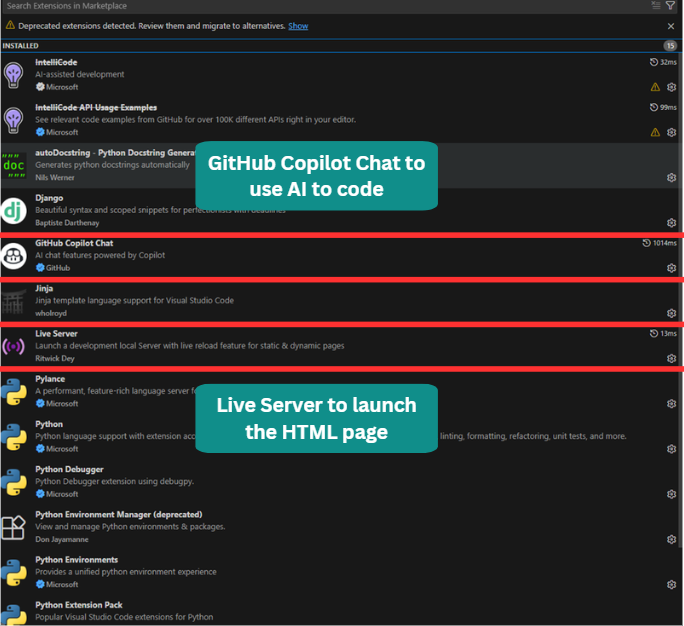 Search Extensions in Marketplace
Deprecated extensions detected. Review them and migrate to alternatives. Show
INSTALLED
15
IntelliCode
32ms
AI-assisted development
Microsoft
IntelliCode API Usage Examples
99ms
See relevant code examples from GitHub for over 100K different APIs right in your editor.
Microsoft
doc
autoDocstring - Python Docstring
Generates python docstrings automatically
Nils Werner
GitHub Copilot Chat to
use AI to code
dj
Django
Beautiful syntax and scoped snippets for
Baptiste Darthenay
GitHub Copilot Chat
1014ms
AI chat features powered by Copilot
GitHub
Jinja
Jinja template language support for Visual Studio Code
wholroyd
Live Server
13ms
Launch a development local Server with live reload feature for static & dynamic pages
Ritwick Dey
Pylance
A performant, feature-rich language server
Microsoft
Live Server to launch
the HTML page
Python
Python language support with extension linting, formatting, refactoring, unit tests, and more.
Microsoft
Python Debugger
Python Debugger extension using debugpy.
Microsoft
Python Environment Manager (deprecated)
View and manage Python environments & packages.
Don Jayamanne
Python Environments
Provides a unified python environment experience
Microsoft
Python Extension Pack
Popular Visual Studio Code extensions for Python